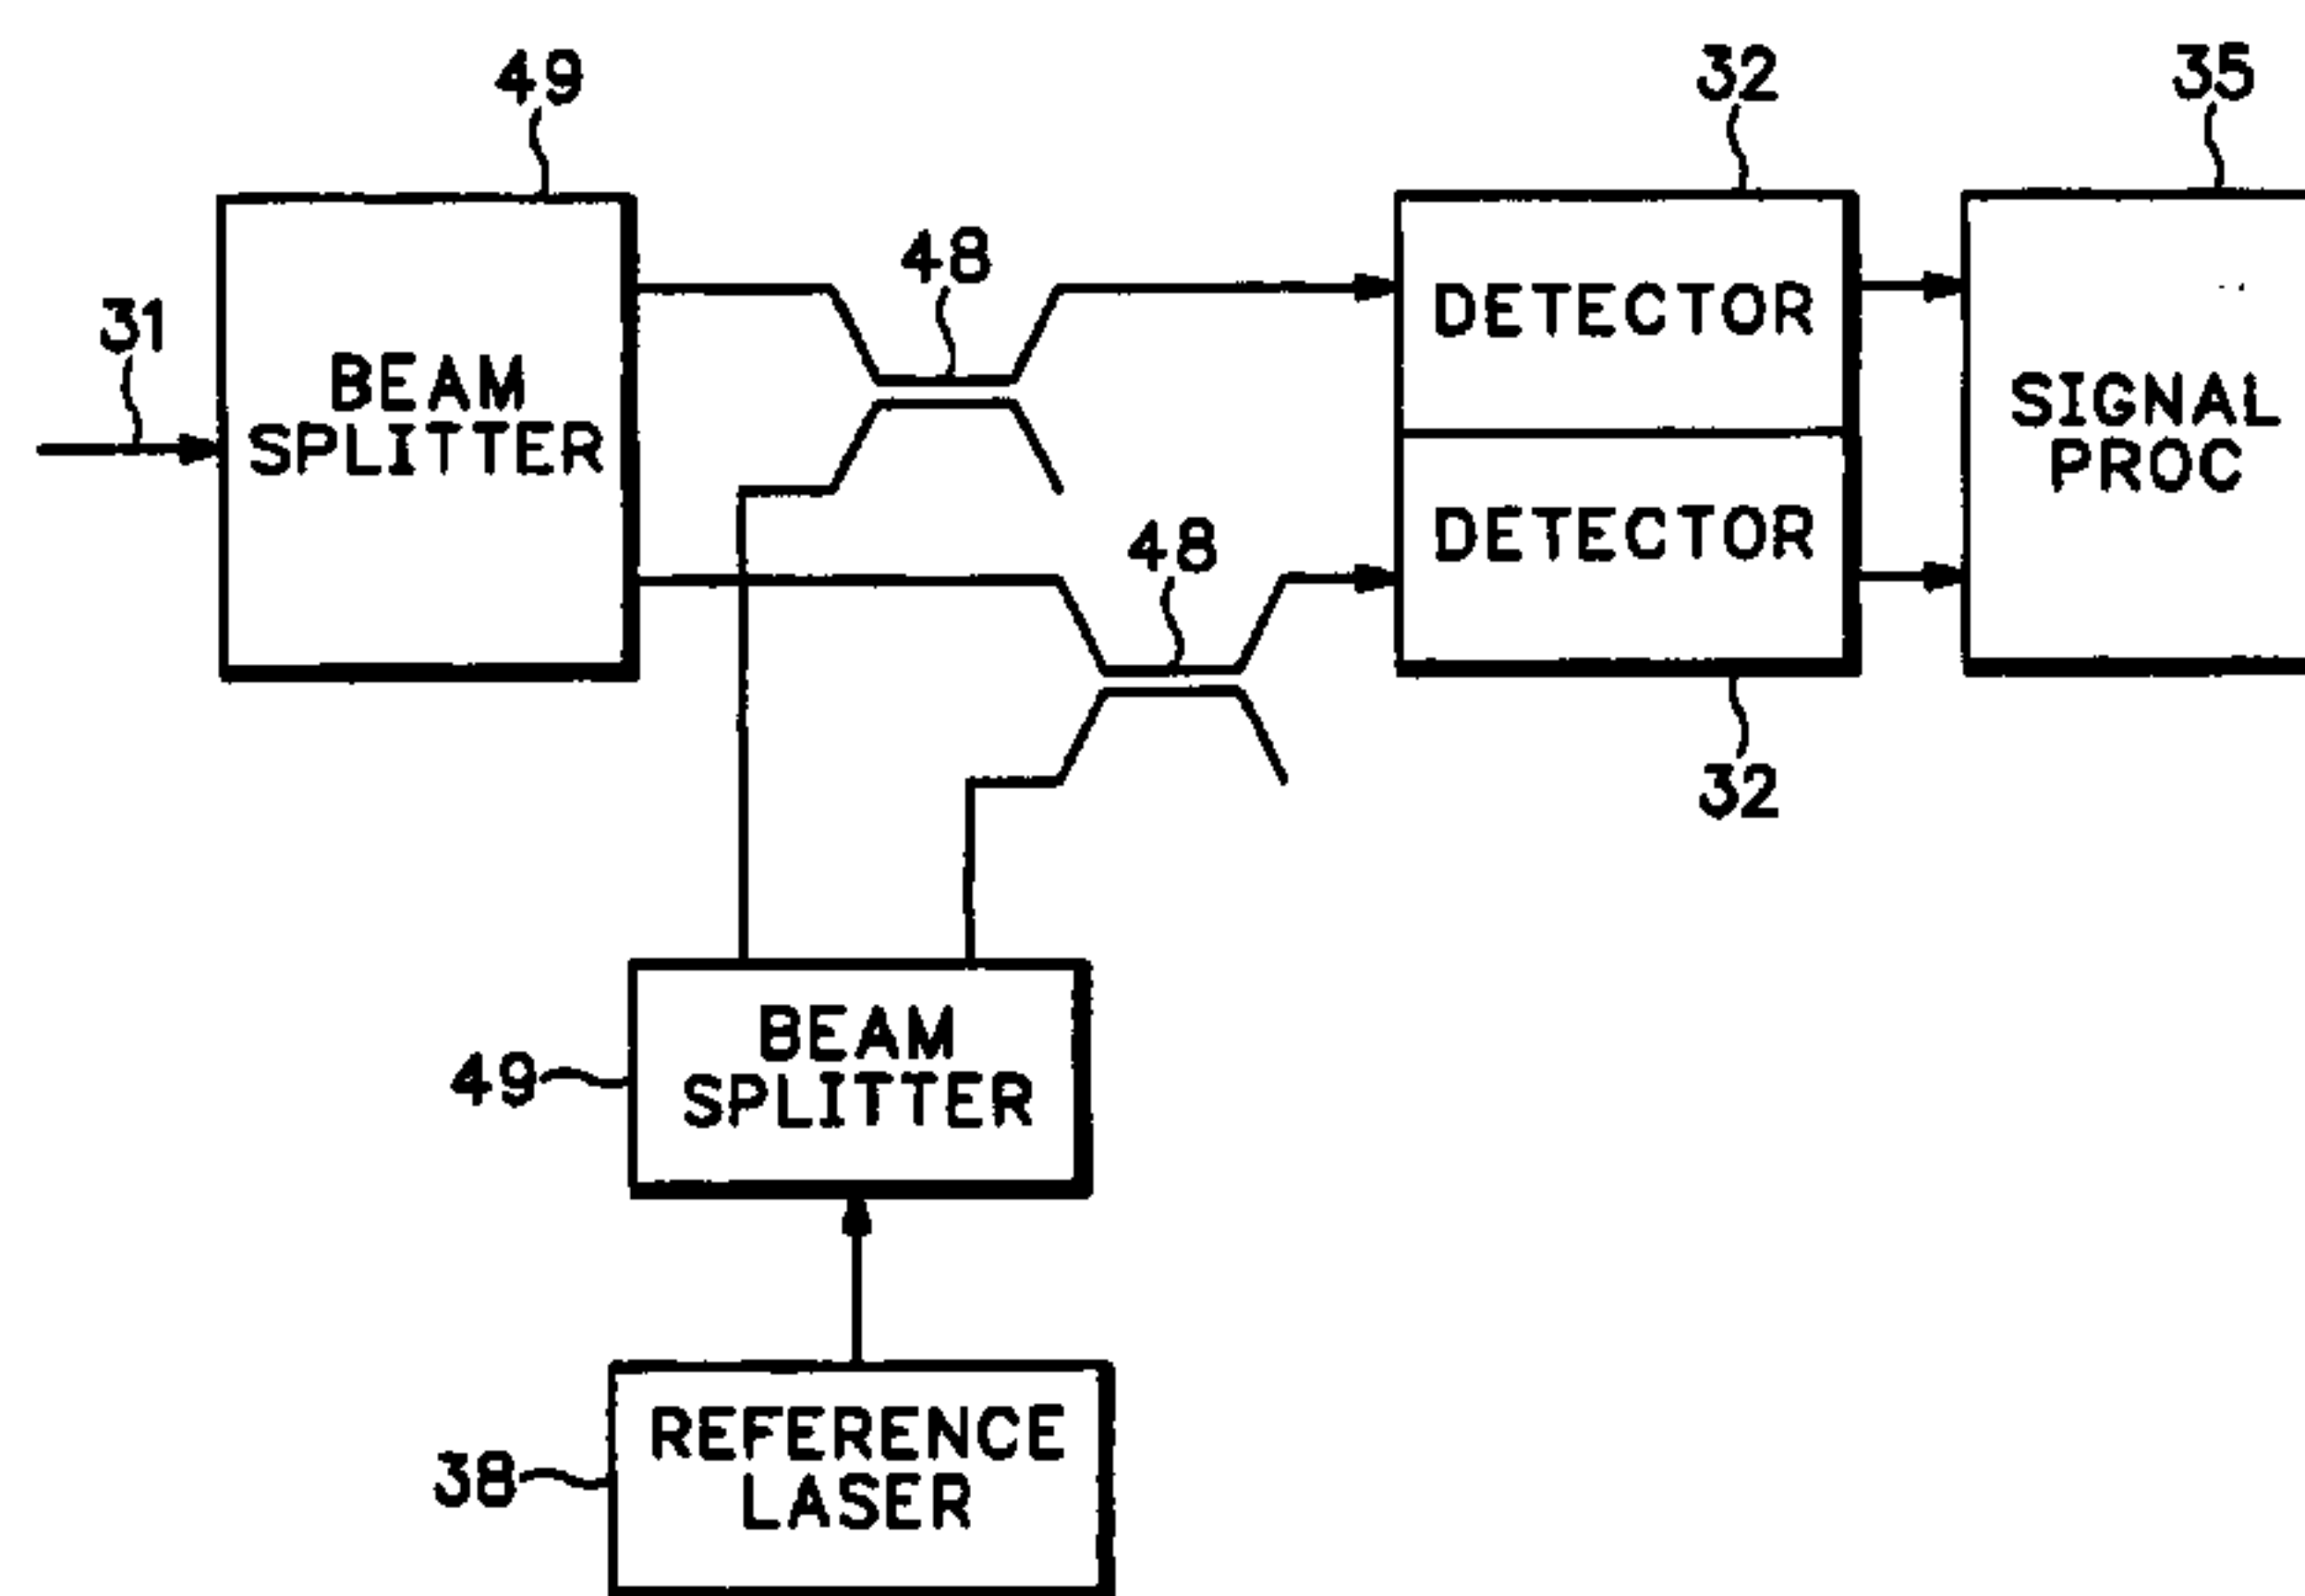 49
32
35
48
31
BEAM
SPLITTER
DETECTOR
SIGNAL
PROC
48
DETECTOR
32
BEAM
SPLITTER
49
REFERENCE
LASER
38